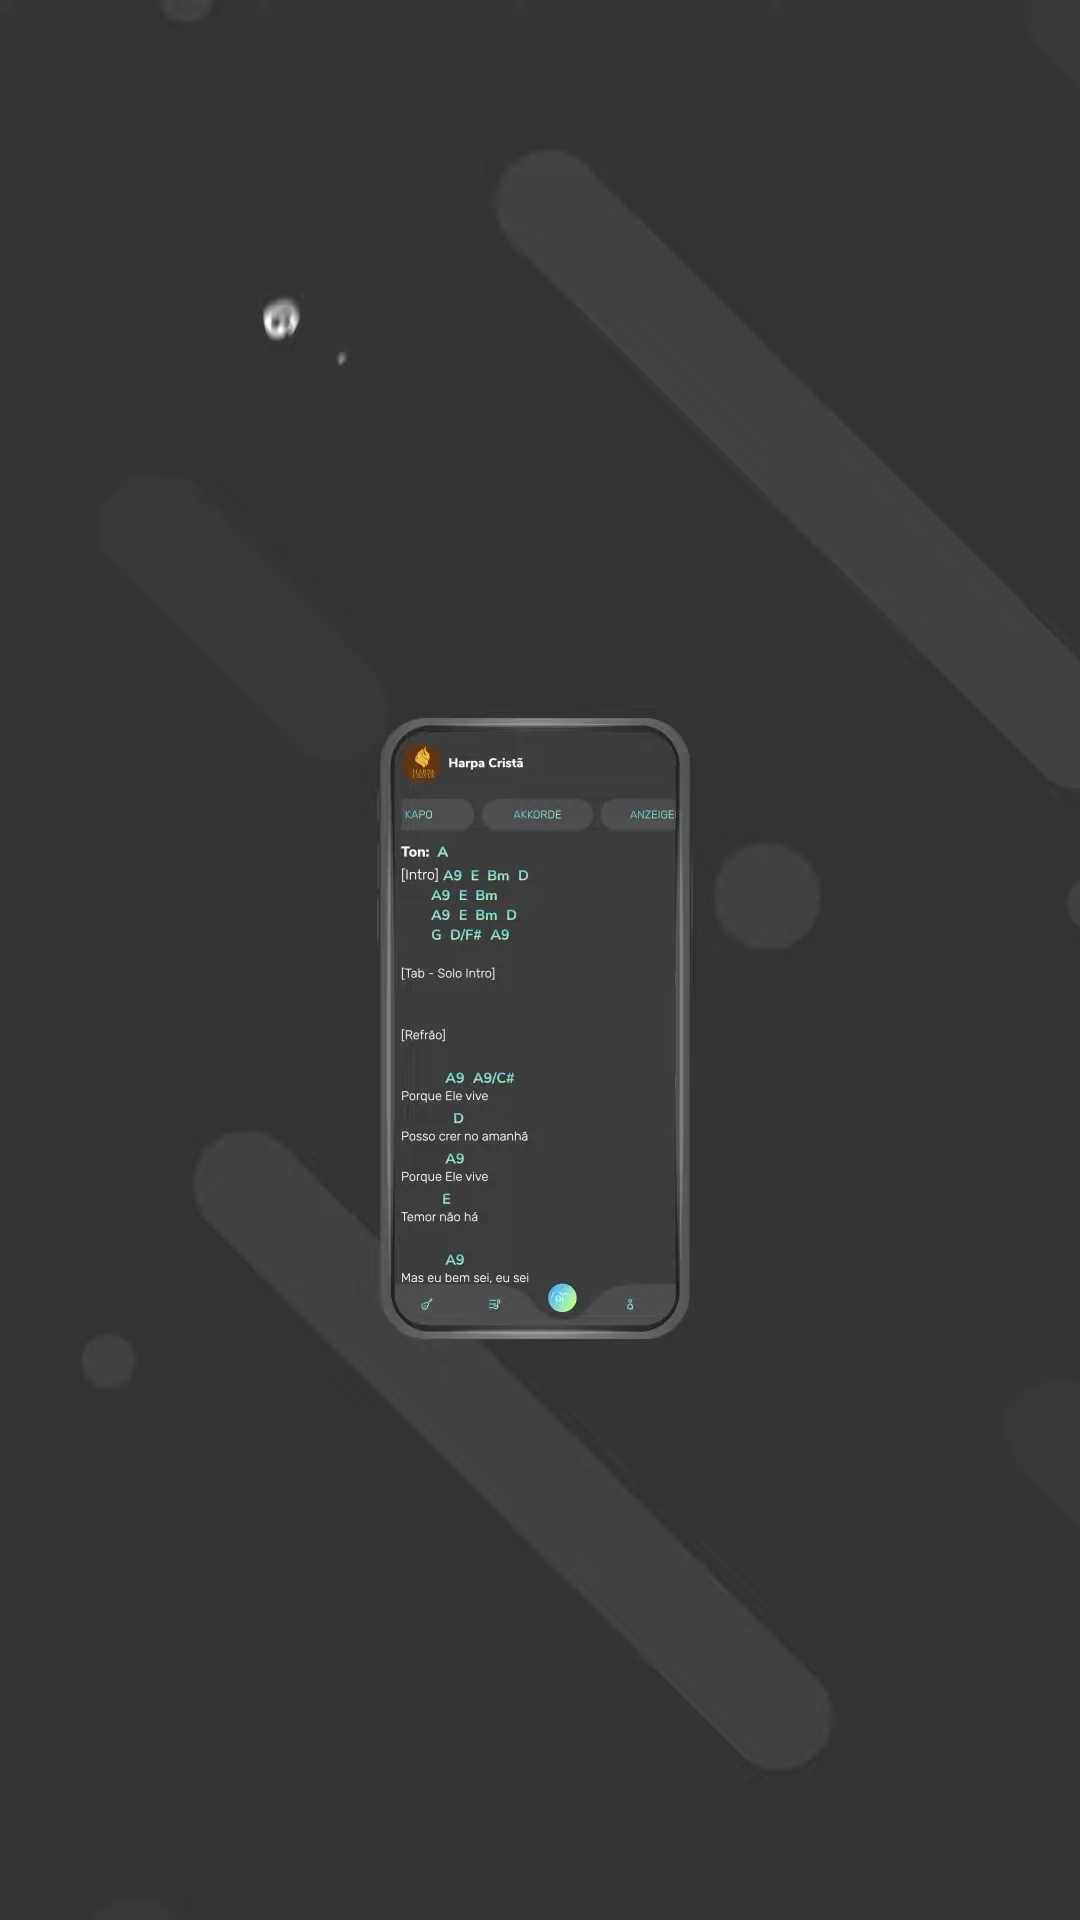 HARPA
CRISTÃ
Harpa Cristã
KAPO
AKKORDE
ANZEIGE
Ton: A
[Intro] A9 E Bm D
A9 E Bm
A9 E Bm D
G D/F# A9
[Tab - Solo Intro]
[Refrão]
A9 A9/C#
Porque Ele vive
D
Posso crer no amanhã
A9
Porque Ele vive
E
Temor não há
A9
Mas eu bem sei, eu sei